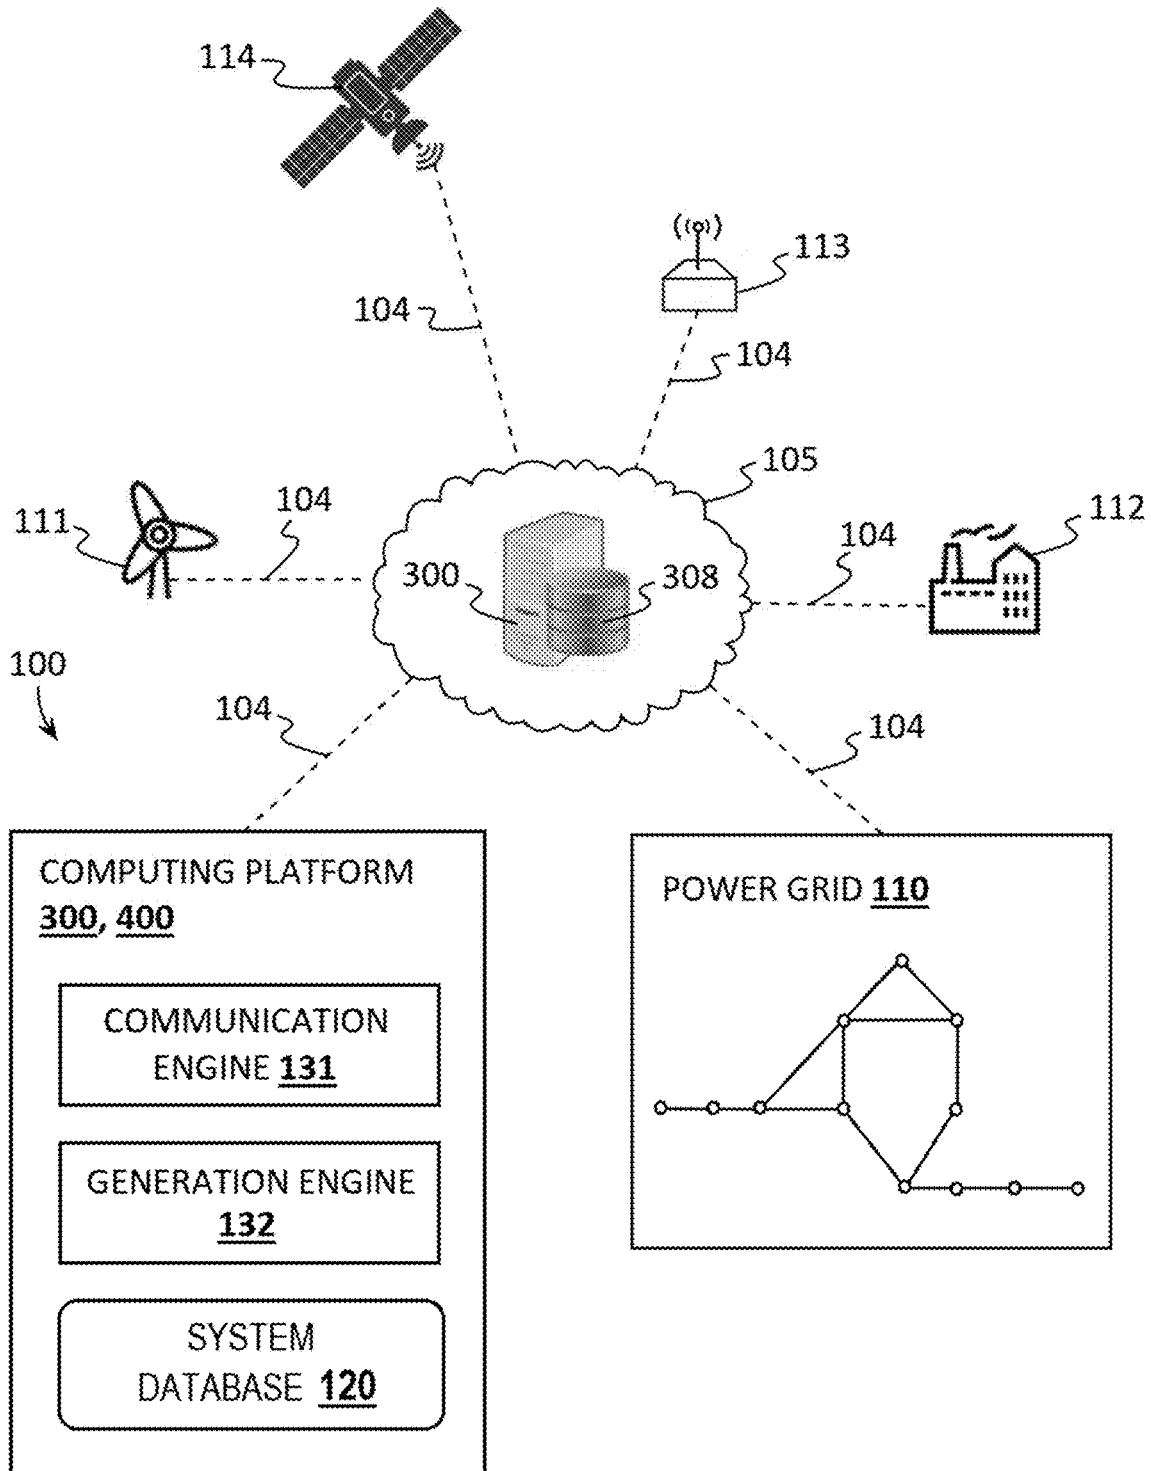 114
113
104
104
105
111
104
112
104
300
308
100
104
104
COMPUTING PLATFORM
300, 400
COMMUNICATION
ENGINE 131
GENERATION ENGINE
132
SYSTEM
DATABASE 120
POWER GRID 110